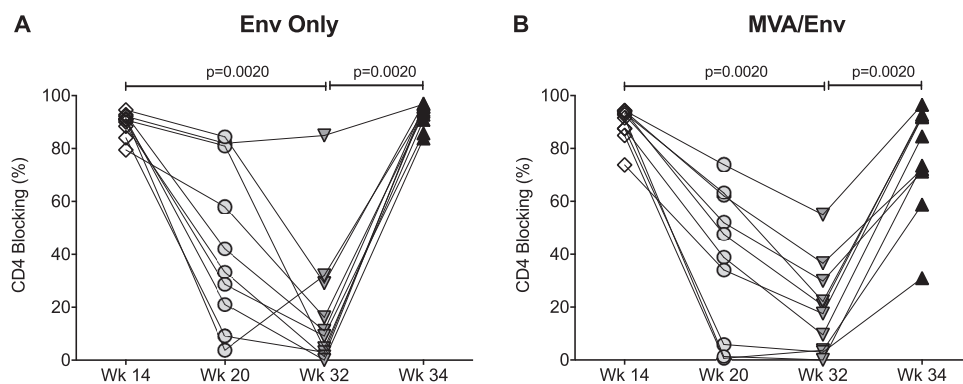 A
Env Only
p=0.0020
p=0.0020
CD4 Blocking (%)
100
80
60
40
20
0
Wk 14
Wk 20
Wk 32
Wk 34
B
MVA/Env
p=0.0020
p=0.0020
CD4 Blocking (%)
100
80
60
40
20
0
Wk 14
Wk 20
Wk 32
Wk 34